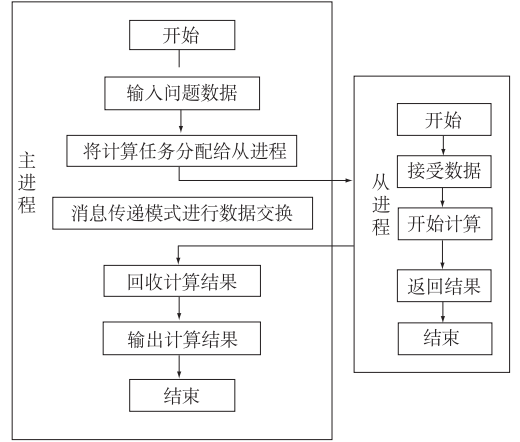 开始
输入问题数据
将计算任务分配给从进程
主进程
消息传递模式进行数据交换
回收计算结果
输出计算结果
结束
开始
接受数据
从进程
开始计算
返回结果
结束